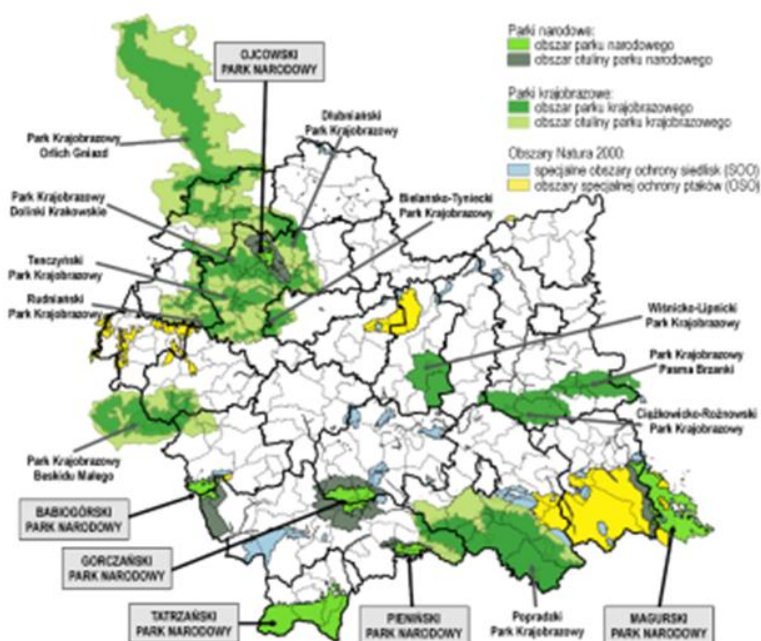 OJCOWSKI
PARK NARODOWY
Parki narodowe:
obszar parku narodowego
obszar otuliny parku narodowego
Parki krajobrazowe:
obszar parku krajobrazowego
obszar otuliny parku krajobrazowego
Obszary Natura 2000:
specjalne obszary ochrony siedlisk (SOO)
obszary specjalnej ochrony ptaków (OSO)
Dłubniański
Park Krajobrazowy
Park Krajobrazowy
Orlich Gniazd
Park Krajobrazowy
Dolinki Krakowskie
Bielańsko-Tyniecki
Park Krajobrazowy
Tenczyński
Park Krajobrazowy
Rudniański
Park Krajobrazowy
Wiśnicko-Lipnicki
Park Krajobrazowy
Park Krajobrazowy
Pasma Brzanki
Ciężkowicko-Rożnowski
Park Krajobrazowy
Park Krajobrazowy
Beskidu Małego
BABIOGÓRSKI
PARK NARODOWY
GORCZAŃSKI
PARK NARODOWY
TATRZAŃSKI
PARK NARODOWY
PIENIŃSKI
PARK NARODOWY
Popradzki
Park Krajobrazowy
MAGURSKI
PARK NARODOWY